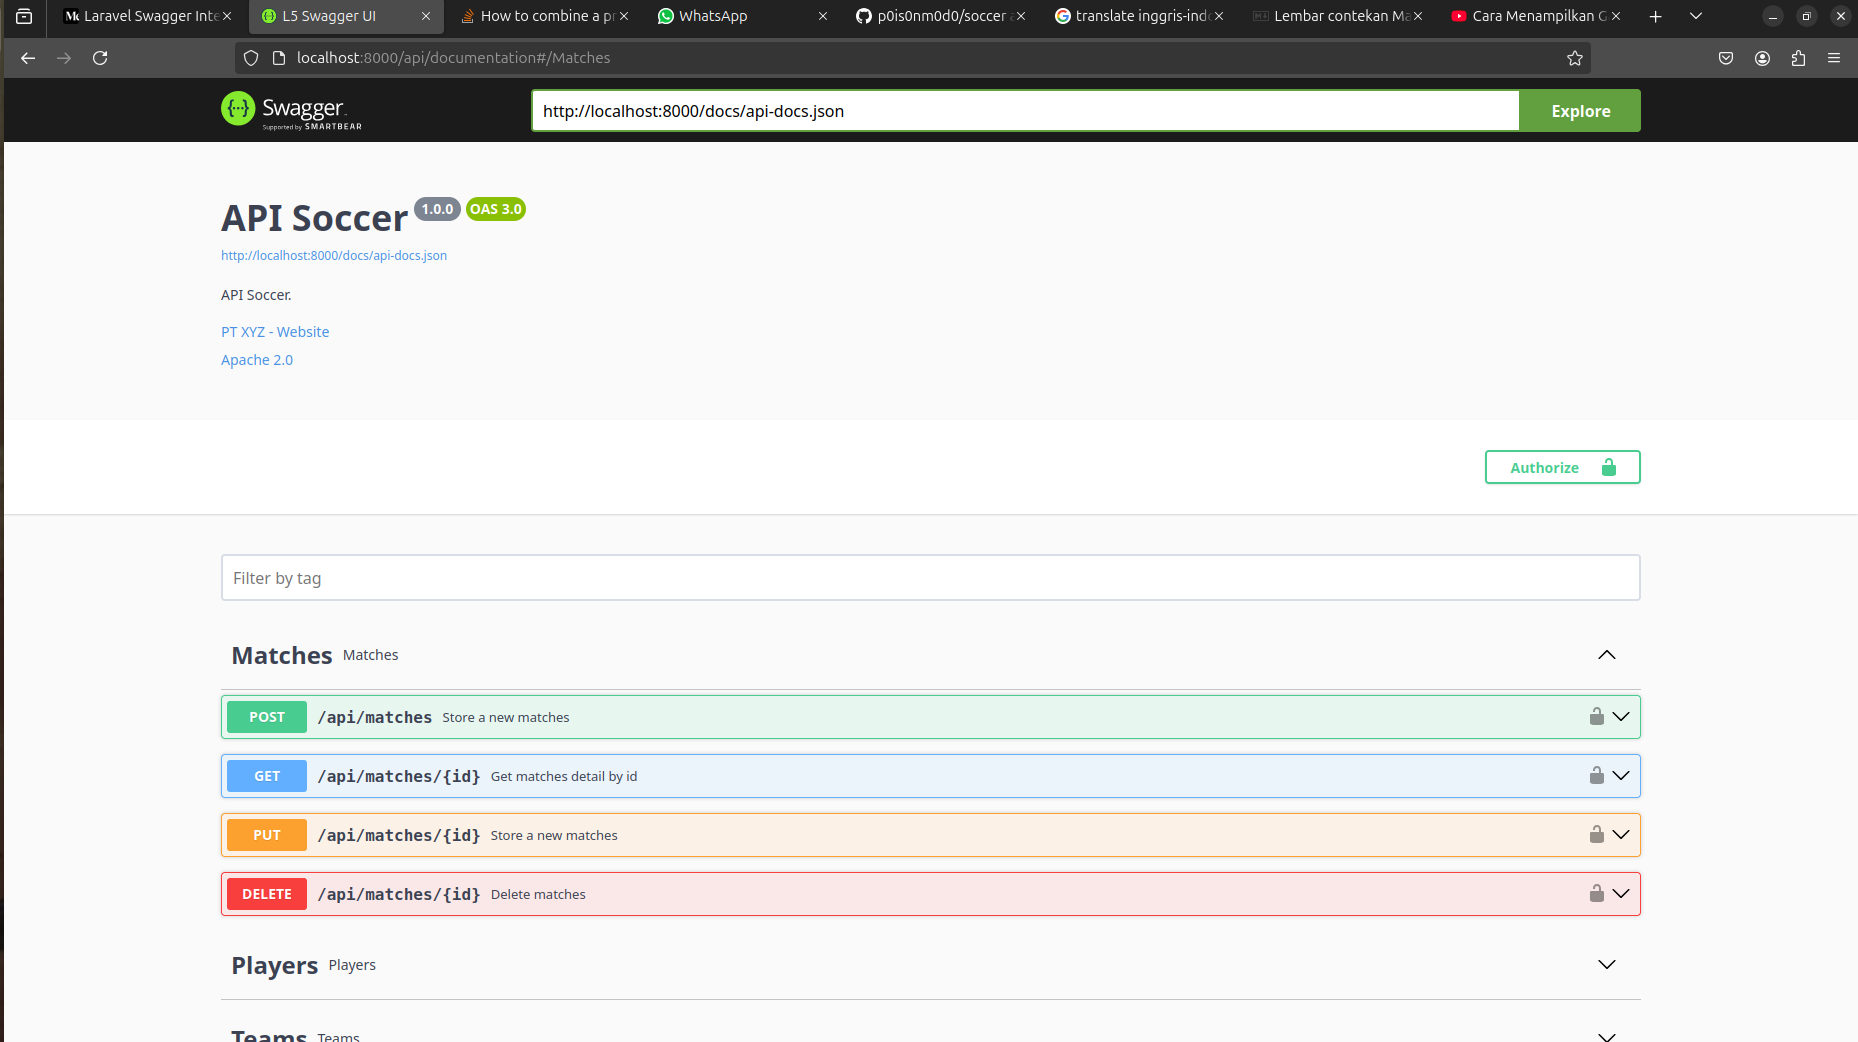 Laravel Swagger Inte
L5 Swagger UI
How to combine a pr
WhatsApp
p0is0nm0d0/soccer a
translate inggris-indo
Lembar contekan Ma
Cara Menampilkan G
localhost:8000/api/documentation#/Matches
Swagger
Supported by SMARTBEAR
http://localhost:8000/docs/api-docs.json
Explore
API Soccer 1.0.0 OAS 3.0
http://localhost:8000/docs/api-docs.json
API Soccer.
PT XYZ - Website
Apache 2.0
Authorize
Filter by tag
Matches Matches
POST /api/matches Store a new matches
GET /api/matches/{id} Get matches detail by id
PUT /api/matches/{id} Store a new matches
DELETE /api/matches/{id} Delete matches
Players Players
Teams Teams